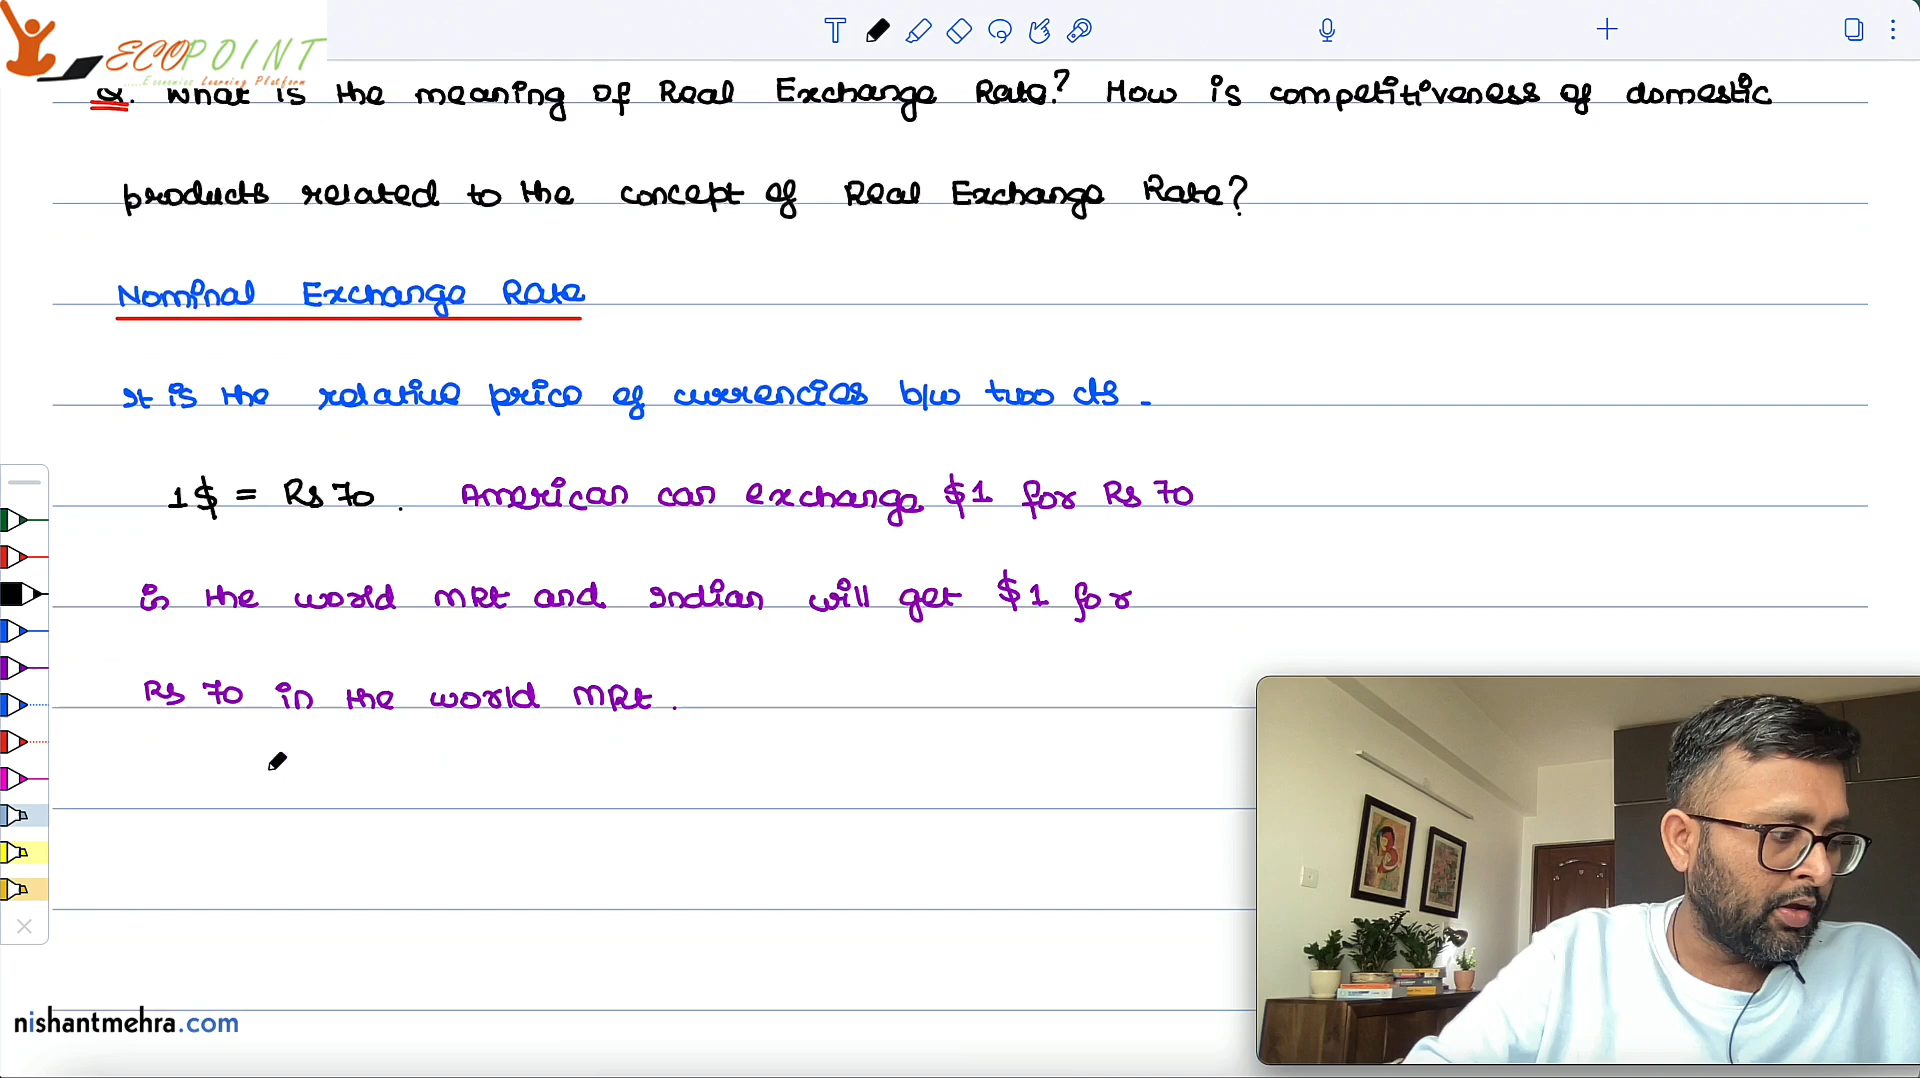 ECOPOINT
....Economics Learning Platform
Q. What is the meaning of Real Exchange Rate? How is competitiveness of domestic
products related to the concept of Real Exchange Rate?
Nominal Exchange Rate
It is the relative price of currencies b/w two cts.
1$ = Rs 70. American can exchange $1 for Rs 70
in the world mkt and Indian will get $1 for
Rs 70 in the world mkt.
nishantmehra.com